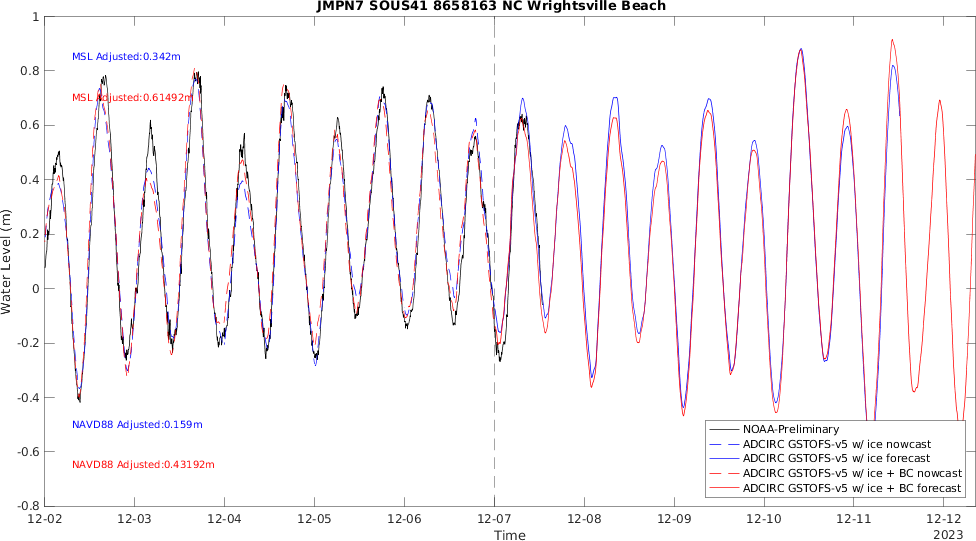 JMPN7 SOUS41 8658163 NC Wrightsville Beach
1
0.8
0.6
0.4
0.2
0
-0.2
-0.4
-0.6
-0.8
Water Level (m)
MSL Adjusted:0.342m
MSL Adjusted:0.61492m
NAVD88 Adjusted:0.159m
NAVD88 Adjusted:0.43192m
NOAA-Preliminary
ADCIRC GSTOFS-v5 w/ ice nowcast
ADCIRC GSTOFS-v5 w/ ice forecast
ADCIRC GSTOFS-v5 w/ ice + BC nowcast
ADCIRC GSTOFS-v5 w/ ice + BC forecast
12-02 12-03 12-04 12-05 12-06 12-07 12-08 12-09 12-10 12-11 12-12
Time
2023